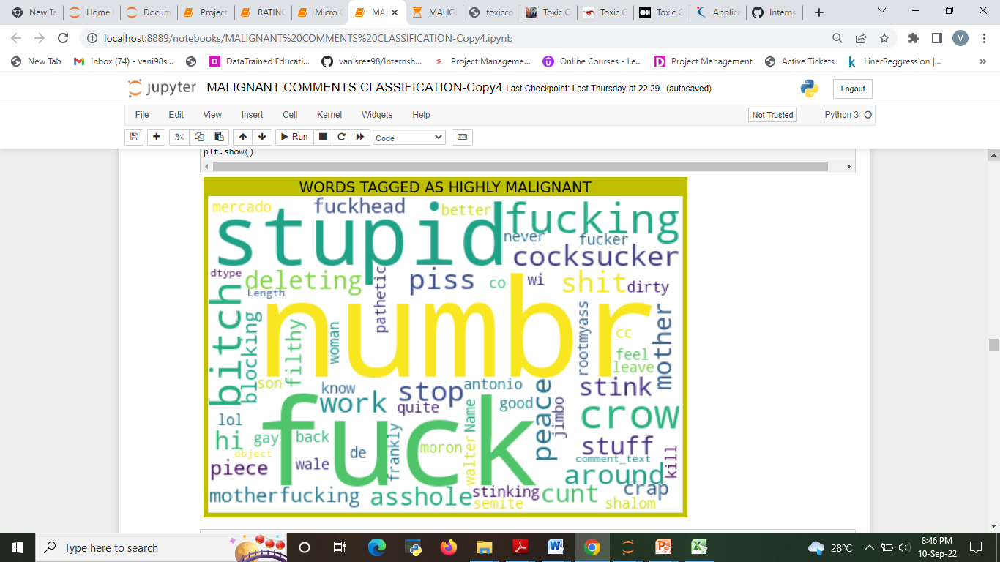 New Ta
Home
Docum
Project
RATING
Micro
MA
MALIG
toxicco
Toxic C
Toxic C
Toxic C
Applica
Interns
localhost:8889/notebooks/MALIGNANT%20COMMENTS%20CLASSIFICATION-Copy4.ipynb
V
New Tab
Inbox (74) - vani98s...
DataTrained Educati...
vanisree98/Internsh...
Project Manageme...
Online Courses - Le...
Project Management
Active Tickets
LinerReggression |...
»
jupyter MALIGNANT COMMENTS CLASSIFICATION-Copy4 Last Checkpoint: Last Thursday at 22:29 (autosaved)
Logout
File Edit View Insert Cell Kernel Widgets Help
Not Trusted
Python 3
Run
Code
plt.show()
WORDS TAGGED AS HIGHLY MALIGNANT
mercado
fuckhead
better
fucking
stupid
never
fucker
cocksucker
dtype
deleting
Length
pathetic
piss
co
wi
shit
dirty
bitch
blocking
filthy
woman
numbr
rootmyass
cc
mother
feel
leave
son
know
work
stop
quite
antonio
good
peace
jimbo
stink
crow
lol
hi
gay
back
object
fuck
de
frankly
moron
Name
walter
stuff
comment_text
kill
piece
wale
around
crap
motherfucking
asshole
stinking
semite
cunt
shalom
Type here to search
28°C
8:46 PM
10-Sep-22